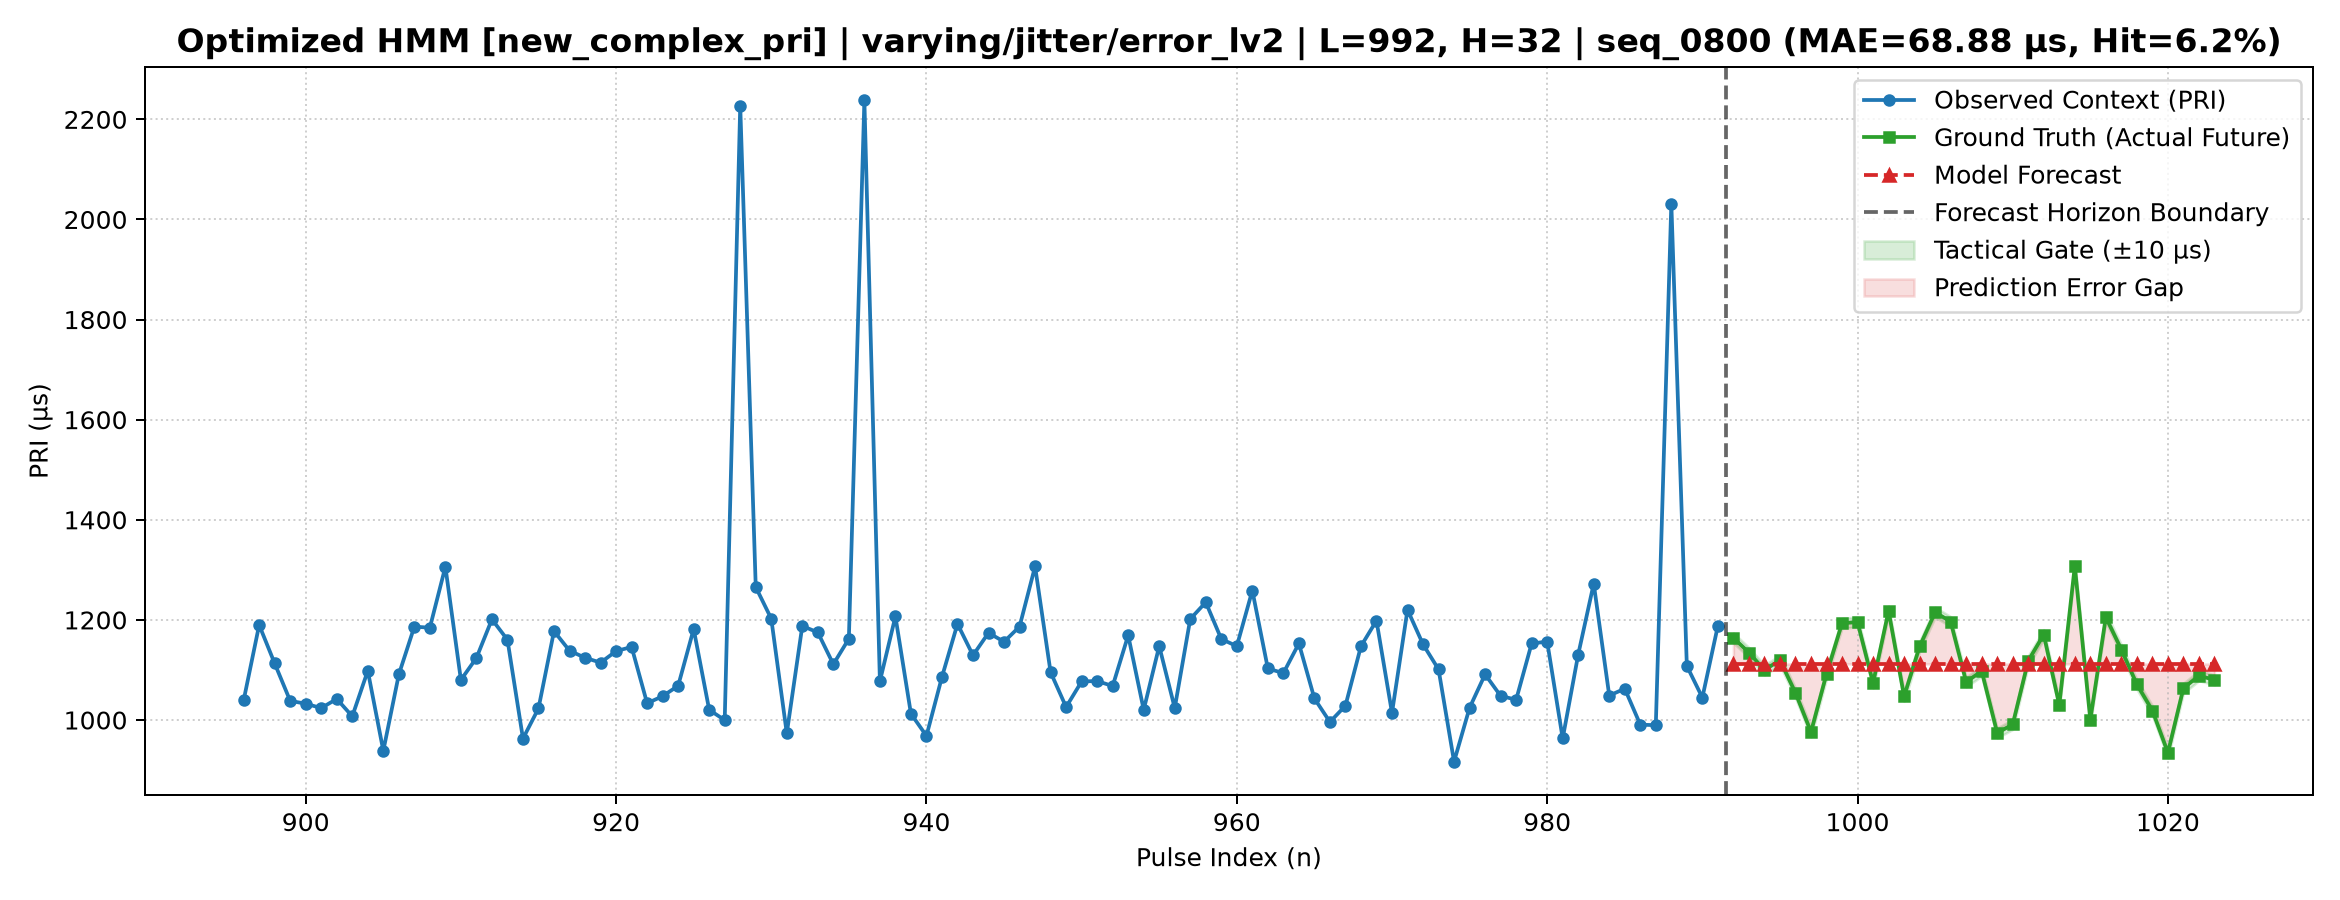 Optimized HMM [new_complex_pri] | varying/jitter/error_lv2 | L=992, H=32 | seq_0800 (MAE=68.88 µs, Hit=6.2%)
Observed Context (PRI)
Ground Truth (Actual Future)
Model Forecast
Forecast Horizon Boundary
Tactical Gate (±10 µs)
Prediction Error Gap
PRI (µs)
2200
2000
1800
1600
1400
1200
1000
900
920
940
960
980
1000
1020
Pulse Index (n)